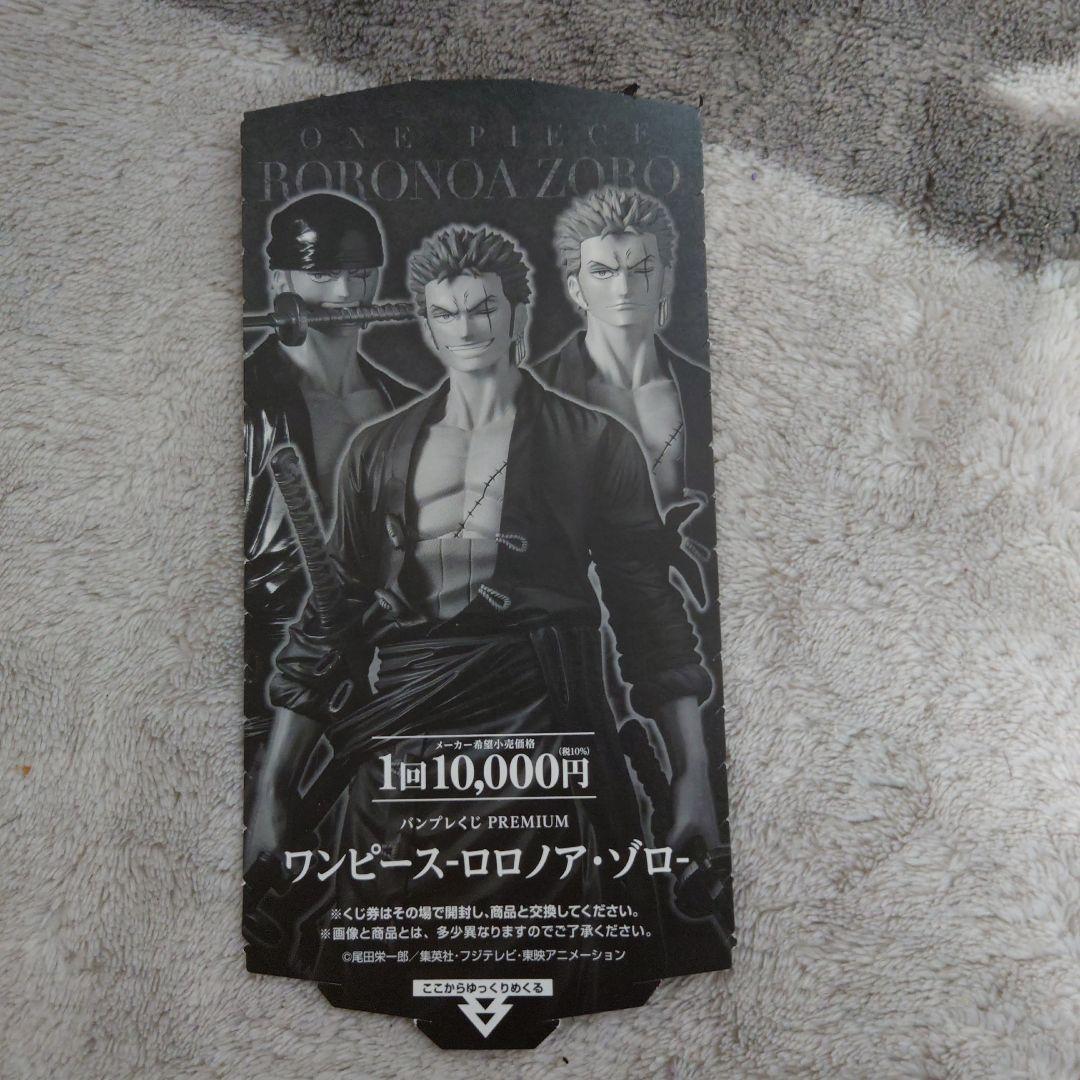 ONE PIECE
RORONOA ZORO
メーカー希望小売価格
(税10%)
1回10,000円
バンプレくじ PREMIUM
ワンピース-ロロノア・ゾロ-
※くじ券はその場で開封し、商品と交換してください。
※画像と商品とは、多少異なりますのでご了承ください。
©尾田栄一郎／集英社・フジテレビ・東映アニメーション
ここからゆっくりめくる